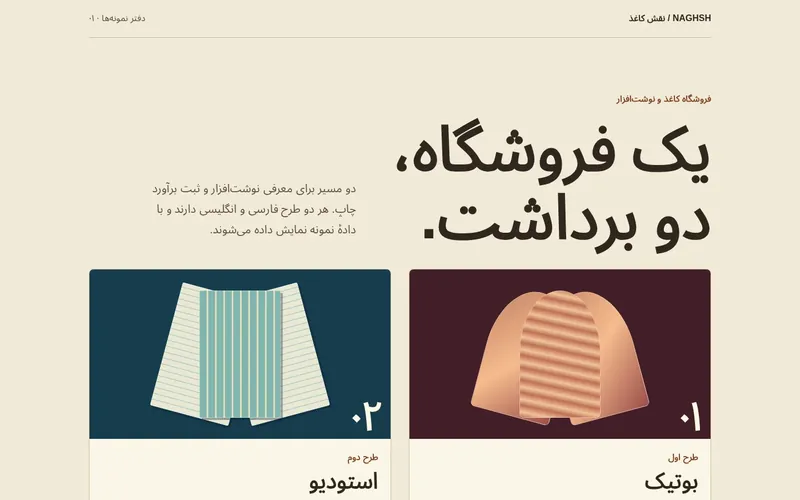 NAGHSH / نقش کاغذ
دفتر نمونه‌ها · ۰۱
فروشگاه کاغذ و نوشت‌افزار
یک فروشگاه،
دو برداشت.
دو مسیر برای معرفی نوشت‌افزار و ثبت برآورد
چاپ. هر دو طرح فارسی و انگلیسی دارند و با
دادهٔ نمونه نمایش داده می‌شوند.
۰۱
طرح اول
بوتیک
۰۲
طرح دوم
استودیو